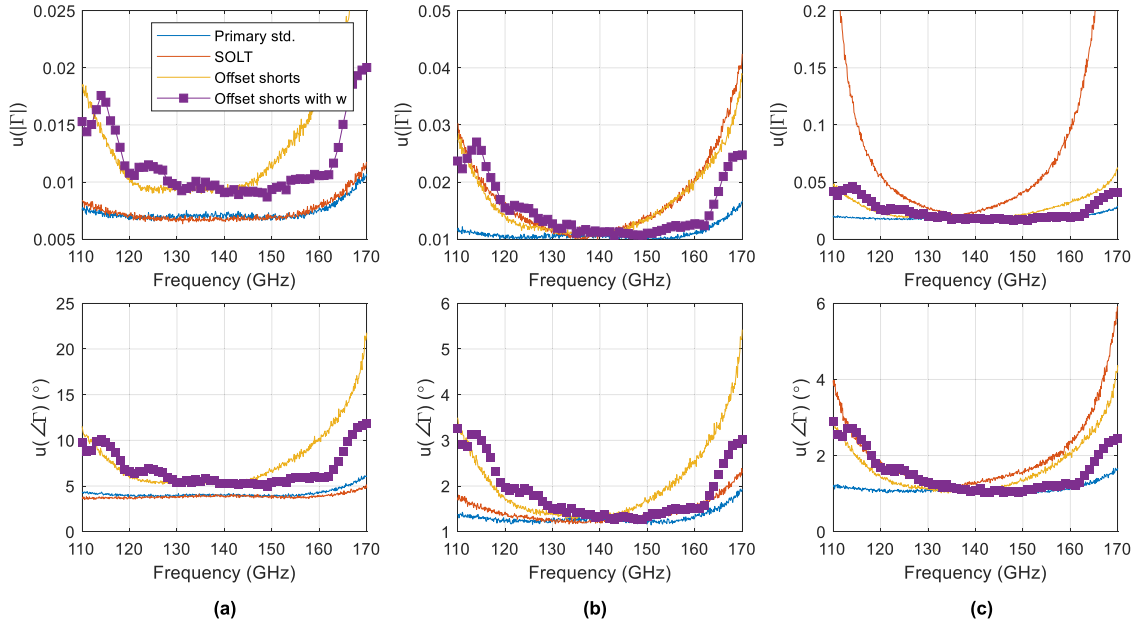 0.025
0.02
0.015
0.01
0.005
u(|Γ|)
Primary std.
SOLT
Offset shorts
Offset shorts with w
110 120 130 140 150 160 170
Frequency (GHz)
0.05
0.04
0.03
0.02
0.01
u(|Γ|)
110 120 130 140 150 160 170
Frequency (GHz)
0.2
0.15
0.1
0.05
0
u(|Γ|)
110 120 130 140 150 160 170
Frequency (GHz)
25
20
15
10
5
0
u(∠Γ) (°)
110 120 130 140 150 160 170
Frequency (GHz)
6
5
4
3
2
1
u(∠Γ) (°)
110 120 130 140 150 160 170
Frequency (GHz)
6
4
2
0
u(∠Γ) (°)
110 120 130 140 150 160 170
Frequency (GHz)
(a) (b) (c)